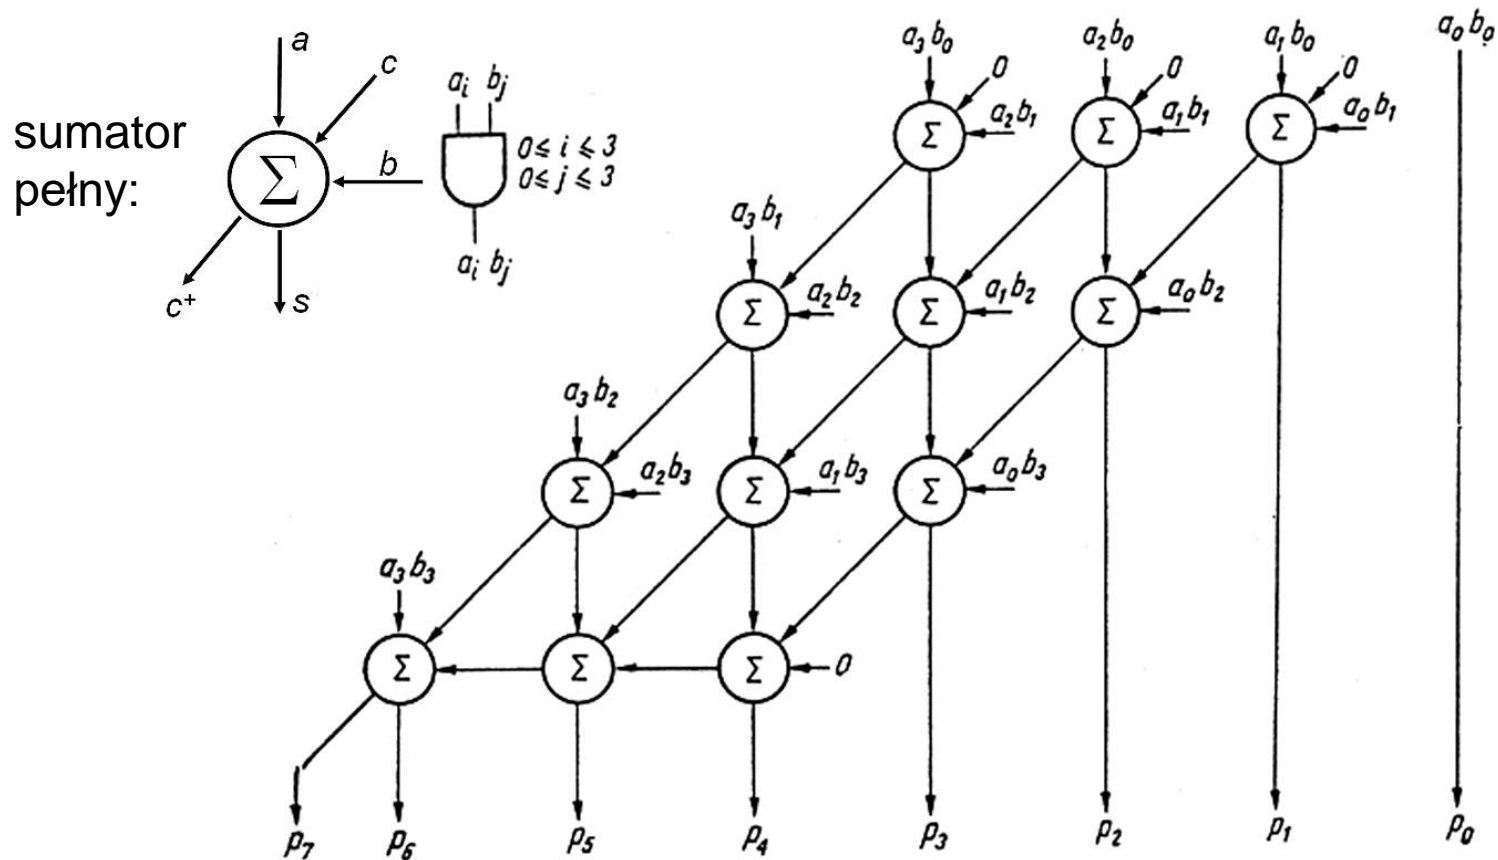 a₃b₀ a₂b₀ a₁b₀ a₀b₀
a
c
sumator
pełny:
Σ
b
c⁺
s
aᵢ bⱼ
0 ≤ i ≤ 3
0 ≤ j ≤ 3
aᵢ bⱼ
0 0 0
Σ a₂b₁ Σ a₁b₁ Σ a₀b₁
a₃b₁
Σ a₂b₂ Σ a₁b₂ Σ a₀b₂
a₃b₂
Σ a₂b₃ Σ a₁b₃ Σ a₀b₃
a₃b₃
Σ Σ Σ 0
p₇ p₆ p₅ p₄ p₃ p₂ p₁ p₀